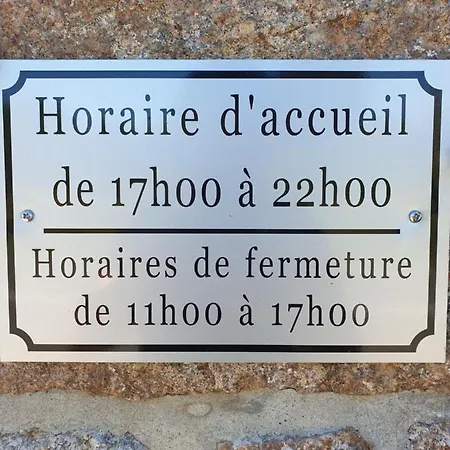 Horaire d'accueil
de 17h00 à 22h00
Horaires de fermeture
de 11h00 à 17h00